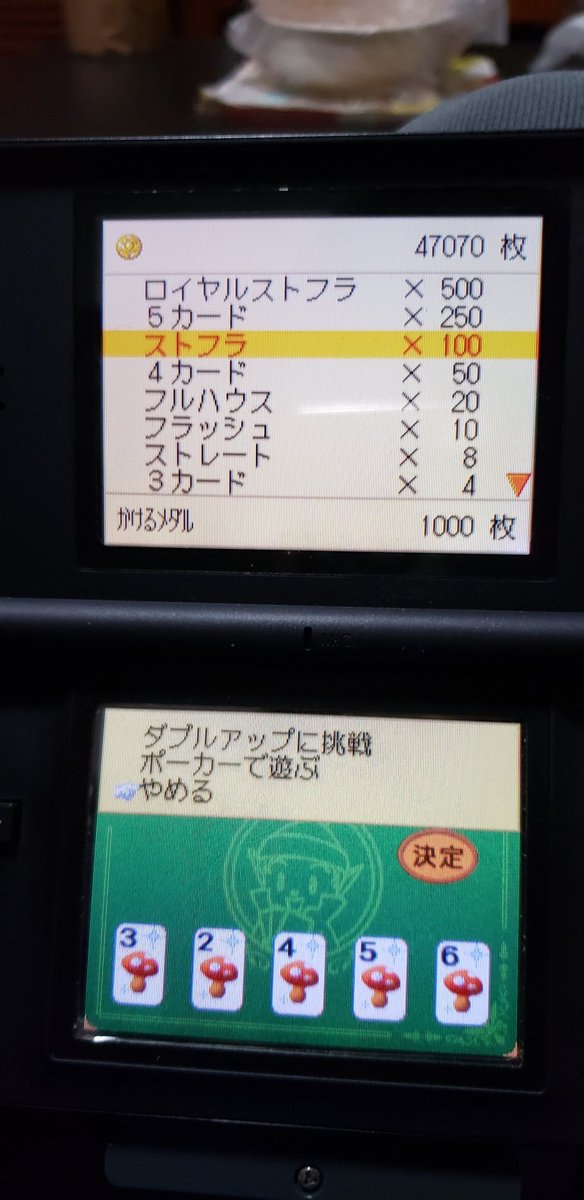 47070 枚
ロイヤルストフラ × 500
5カード × 250
ストフラ × 100
4カード × 50
フルハウス × 20
フラッシュ × 10
ストレート × 8
3カード × 4
かけるメダル 1000 枚
ダブルアップに挑戦
ポーカーで遊ぶ
やめる
決定
3 2 4 5 6